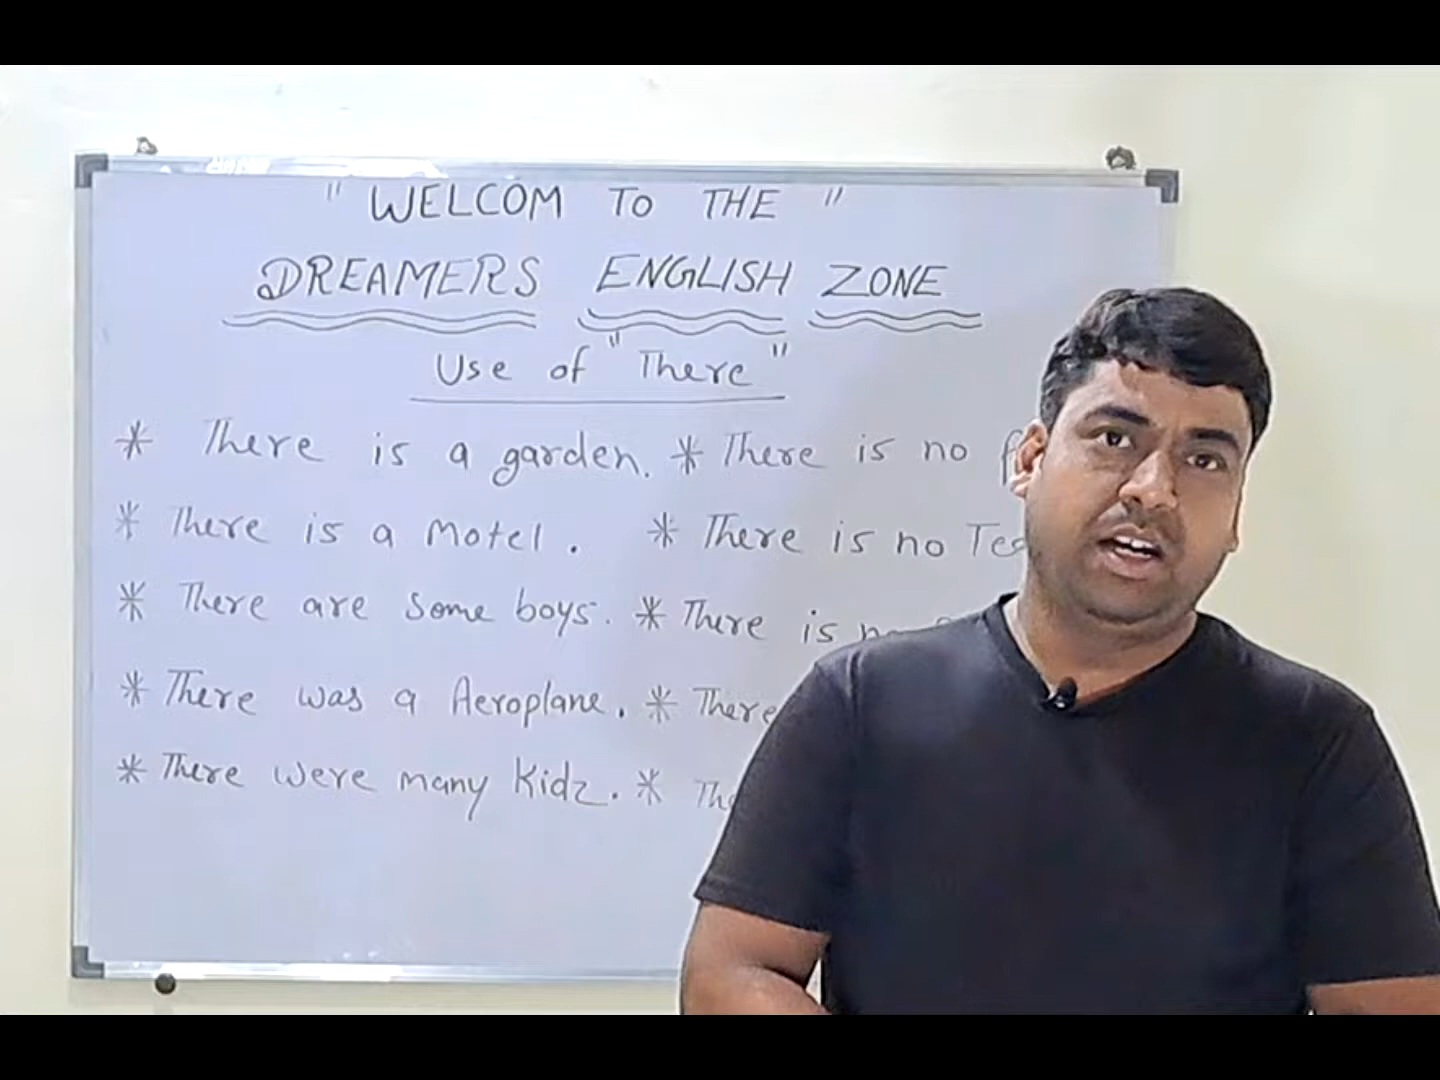 " WELCOM TO THE "
DREAMERS ENGLISH ZONE
Use of "There"
* There is a garden. * There is no
* There is a Motel. * There is no
* There are some boys. * There is
* There was a Aeroplane. * There
* There were many Kidz. *